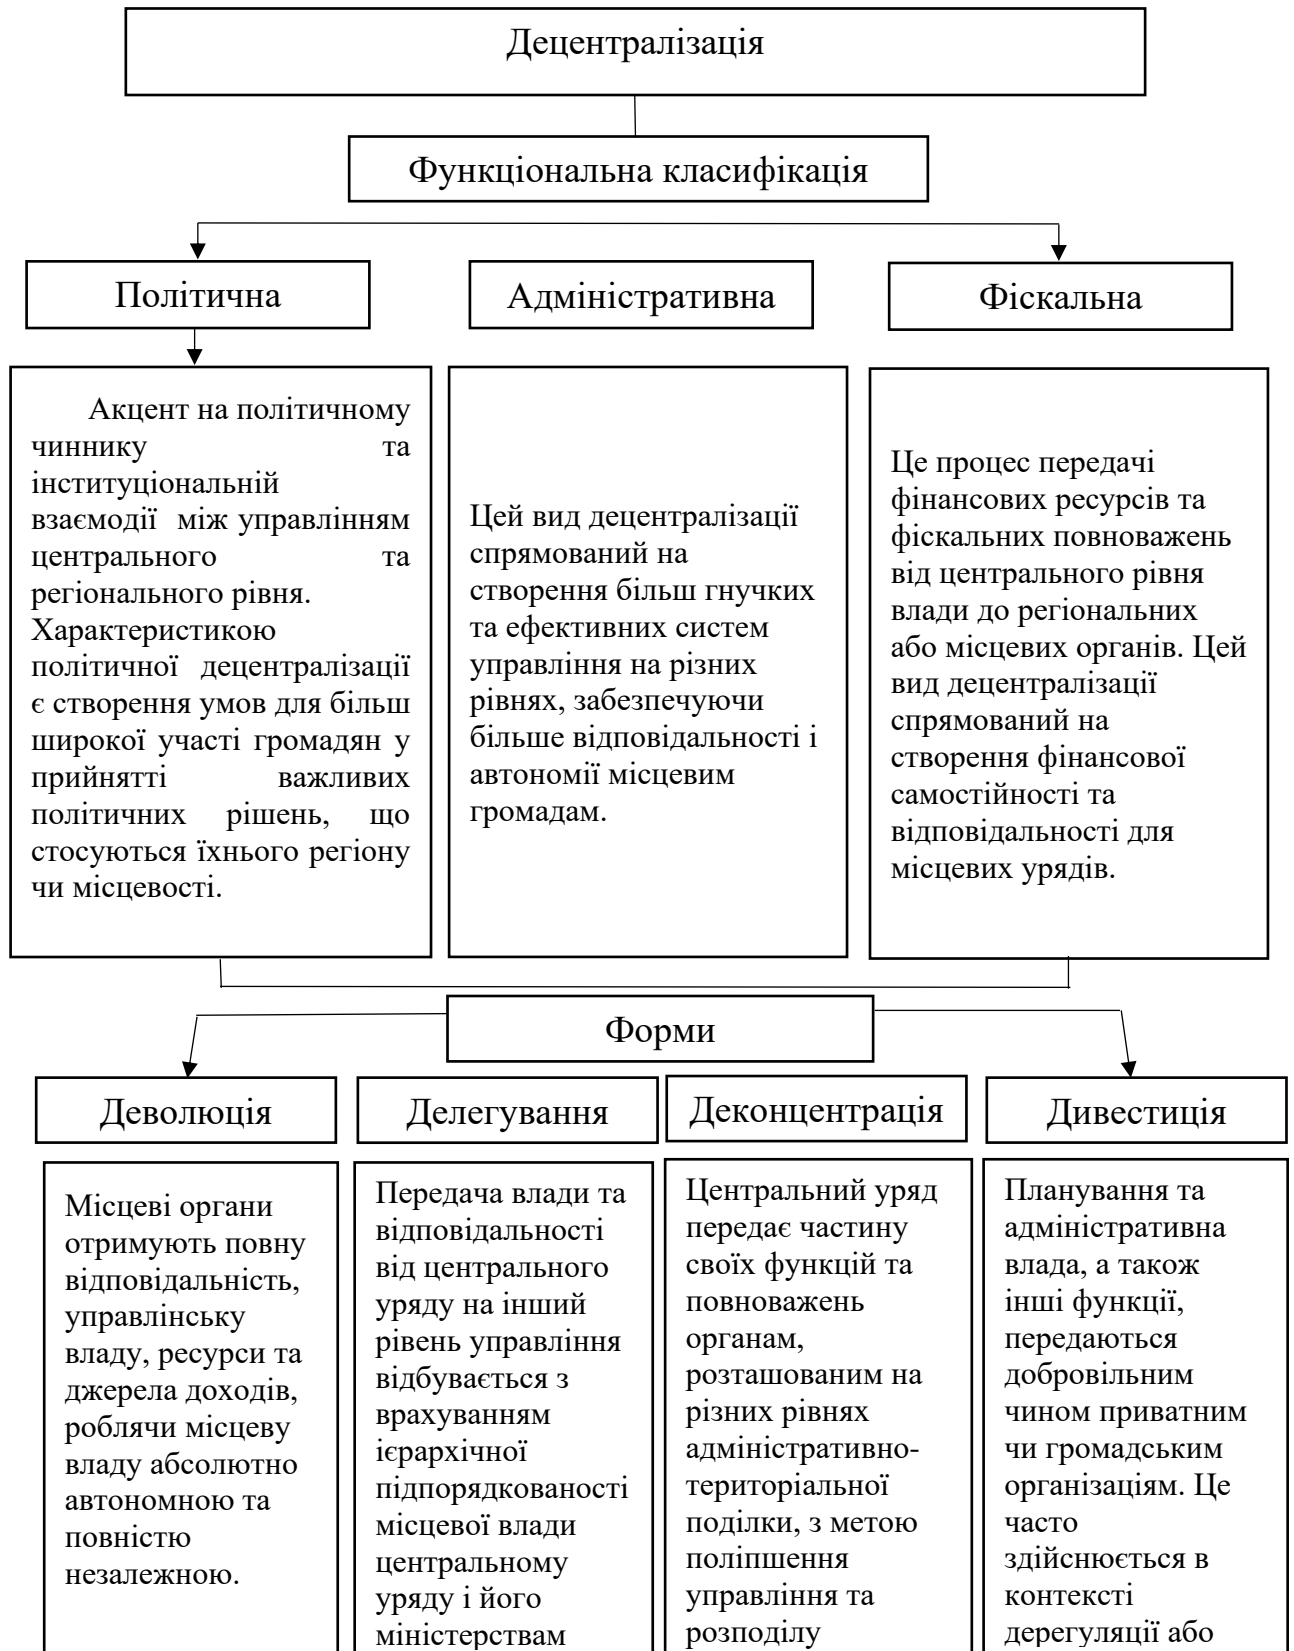 Децентралізація
Функціональна класифікація
Політична
Адміністративна
Фіскальна
Акцент на політичному
чиннику та
інституціональній
взаємодії між управлінням
центрального та
регіонального рівня.
Характеристикою
політичної децентралізації
є створення умов для більш
широкої участі громадян у
прийнятті важливих
політичних рішень, що
стосуються їхнього регіону
чи місцевості.
Цей вид децентралізації
спрямований на
створення більш гнучких
та ефективних систем
управління на різних
рівнях, забезпечуючи
більше відповідальності і
автономії місцевим
громадам.
Це процес передачі
фінансових ресурсів та
фіскальних повноважень
від центрального рівня
влади до регіональних
або місцевих органів. Цей
вид децентралізації
спрямований на
створення фінансової
самостійності та
відповідальності для
місцевих урядів.
Форми
Деволюція
Делегування
Деконцентрація
Дивестиція
Місцеві органи
отримують повну
відповідальність,
управлінську
владу, ресурси та
джерела доходів,
роблячи місцеву
владу абсолютно
автономною та
повністю
незалежною.
Передача влади та
відповідальності
від центрального
уряду на інший
рівень управління
відбувається з
врахуванням
ієрархічної
підпорядкованості
місцевої влади
центральному
уряду і його
міністерствам
Центральний уряд
передає частину
своїх функцій та
повноважень
органам,
розташованим на
різних рівнях
адміністративно-
територіальної
поділки, з метою
поліпшення
управління та
розподілу
Планування та
адміністративна
влада, а також
інші функції,
передаються
добровільним
чином приватним
чи громадським
організаціям. Це
часто
здійснюється в
контексті
дерегуляції або